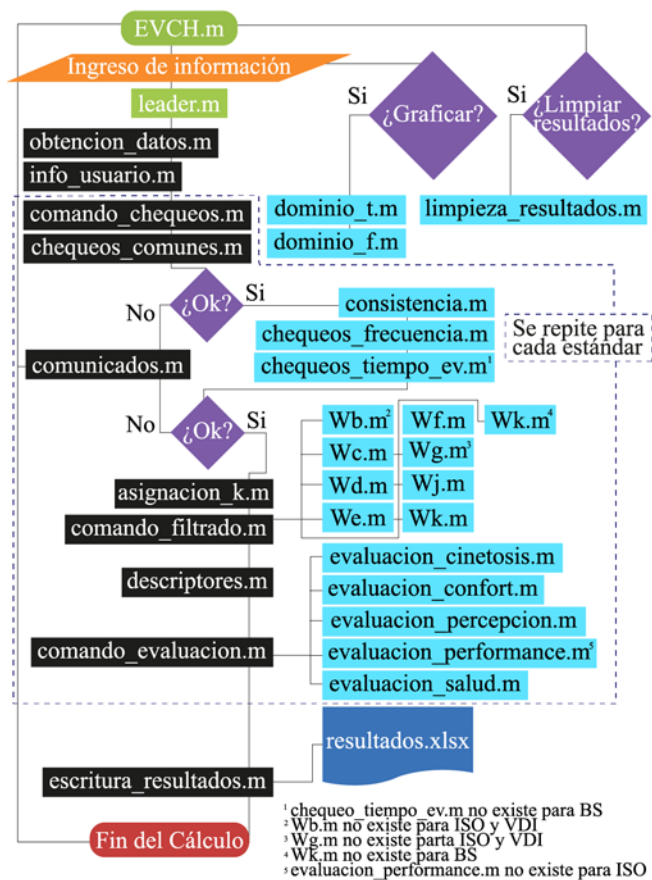 EVCH.m
Ingreso de información
leader.m
Si
¿Graficar?
Si
¿Limpiar
resultados?
obtencion_datos.m
info_usuario.m
comando_chequeos.m
chequeos_comunes.m
dominio_t.m
dominio_f.m
limpieza_resultados.m
¿Ok?
Si
No
consistencia.m
chequeos_frecuencia.m
chequeos_tiempo_ev.m¹
Se repite para
cada estándar
comunicados.m
No
¿Ok?
Si
Wb.m²
Wf.m
Wk.m⁴
Wc.m
Wg.m³
Wd.m
Wj.m
We.m
Wk.m
asignacion_k.m
comando_filtrado.m
descriptores.m
comando_evaluacion.m
evaluacion_cinetosis.m
evaluacion_confort.m
evaluacion_percepcion.m
evaluacion_performance.m⁵
evaluacion_salud.m
resultados.xlsx
escritura_resultados.m
Fin del Cálculo
¹ chequeo_tiempo_ev.m no existe para BS
² Wb.m no existe para ISO y VDI
³ Wg.m no existe parta ISO y VDI
⁴ Wk.m no existe para BS
⁵ evaluacion_performance.m no existe para ISO